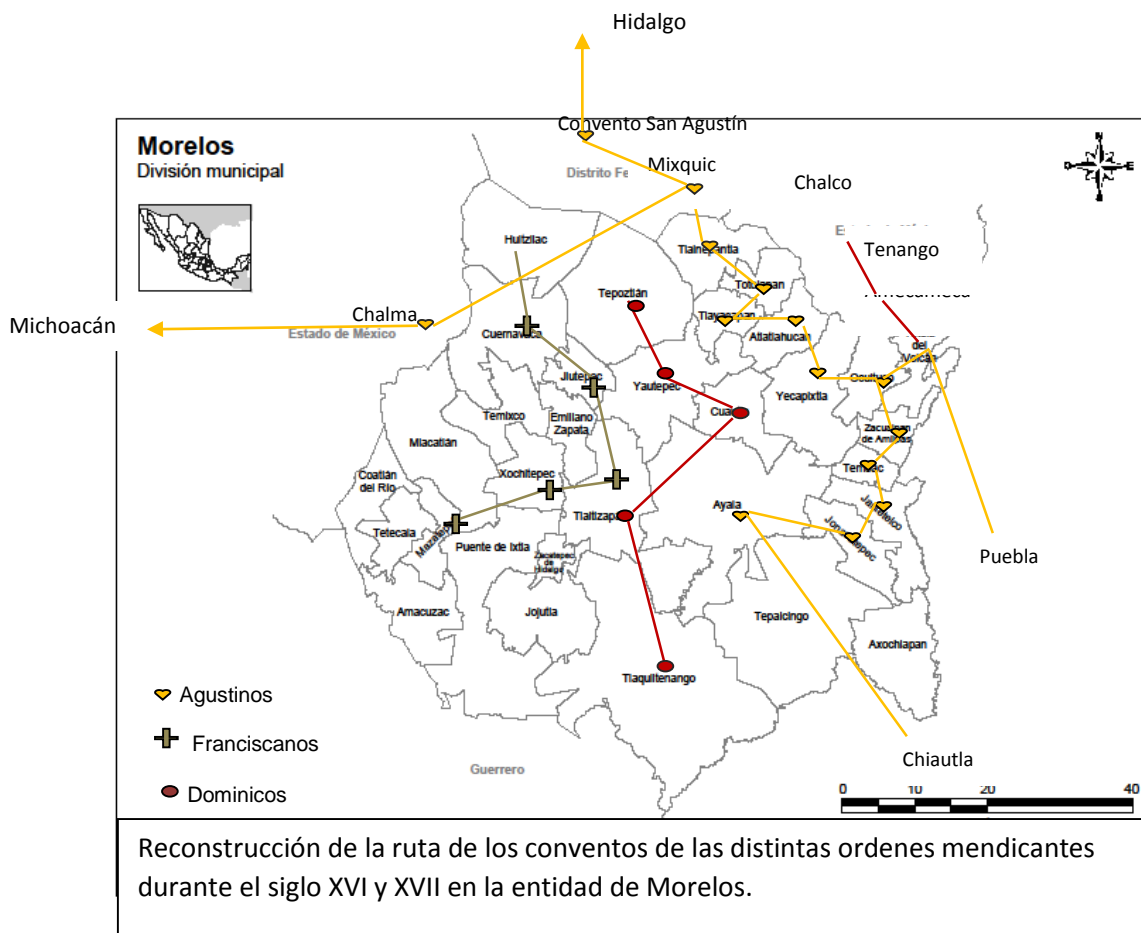 Hidalgo
Convento San Agustín
Morelos
División municipal
Distrito Fe
Mixquic
Chalco
Tenango
Huitzilac
Tlalnepantla
Totolapan
Tepoztlán
Tlayacapan
Atlatlahucan
Michoacán
Chalma
Estado de México
Cuernavaca
del
Volcán
Jiutepec
Yautepec
Ocuituco
Yecapixtla
Temixco
Emiliano
Zapata
Cua
Zacualpan
de Amilpas
Miacatlán
Temoac
Coatlán
del Río
Xochitepec
Ayala
Jantetelco
Tlaltizapá
Jonacatepec
Tetecala
Mazatepec
Puente de Ixtla
Zacatepec
de
Hidalgo
Puebla
Amacuzac
Jojutla
Tepalcingo
Axochiapan
Tlaquiltenango
Agustinos
Franciscanos
Guerrero
Chiautla
Dominicos
0 10 20 40
Reconstrucción de la ruta de los conventos de las distintas ordenes mendicantes
durante el siglo XVI y XVII en la entidad de Morelos.